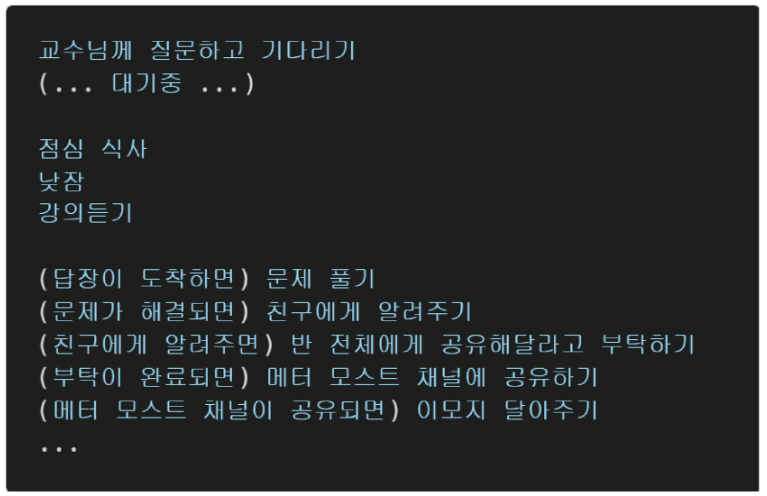 교수님께 질문하고 기다리기
(... 대기중 ...)
점심 식사
낮잠
강의듣기
(답장이 도착하면) 문제 풀기
(문제가 해결되면) 친구에게 알려주기
(친구에게 알려주면) 반 전체에게 공유해달라고 부탁하기
(부탁이 완료되면) 메터 모스트 채널에 공유하기
(메터 모스트 채널이 공유되면) 이모지 달아주기
...